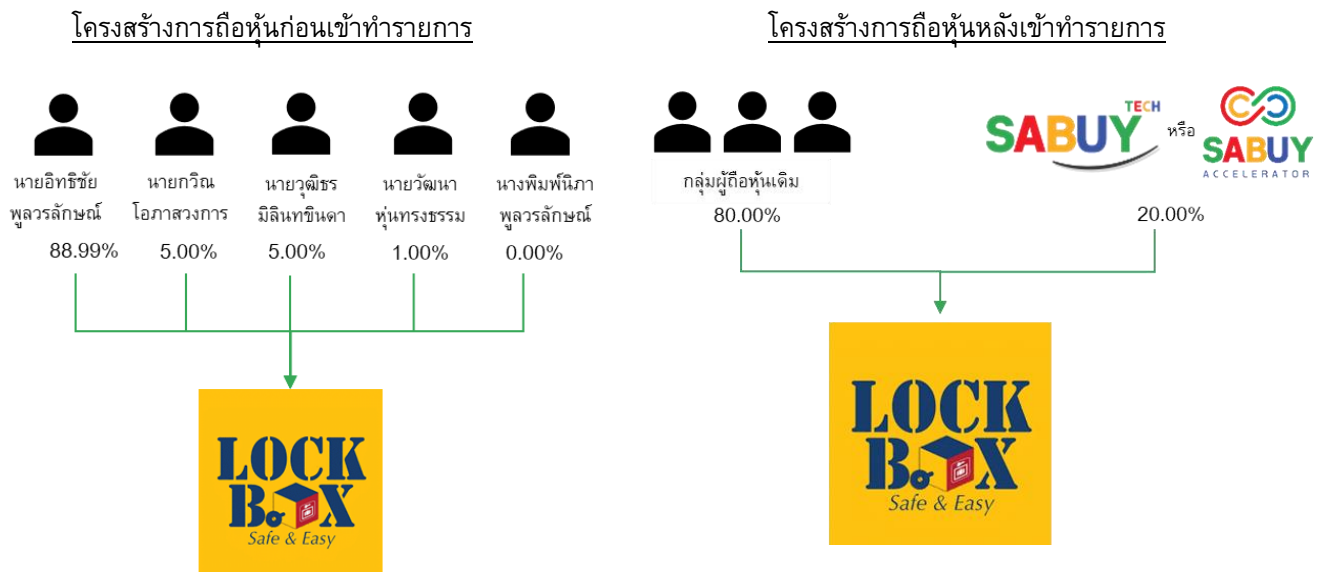 โครงสร้างการถือหุ้นก่อนเข้าทำรายการ
นายอิทธิชัย
พูลวรลักษณ์
88.99%
นายกวิณ
โอภาสวงการ
5.00%
นายวุฒิธร
มิลินทจินดา
5.00%
นายวัฒนา
หุ่นทรงธรรม
1.00%
นางพิมพ์นิภา
พูลวรลักษณ์
0.00%
LOCK
BoX
Safe & Easy
โครงสร้างการถือหุ้นหลังเข้าทำรายการ
กลุ่มผู้ถือหุ้นเดิม
80.00%
SABUY TECH
หรือ
SABUY
ACCELERATOR
20.00%
LOCK
BoX
Safe & Easy